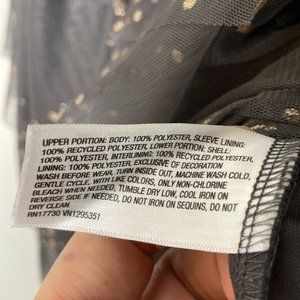 UPPER PORTION: BODY: 100% POLYESTER, SLEEVE LINING:
100% RECYCLED POLYESTER, LOWER PORTION: SHELL:
100% POLYESTER, INTERLINING: 100% RECYCLED POLYESTER,
LINING: 100% POLYESTER, EXCLUSIVE OF DECORATION
WASH BEFORE WEAR, TURN INSIDE OUT, MACHINE WASH COLD,
GENTLE CYCLE, WITH LIKE COLORS, ONLY NON-CHLORINE
BLEACH WHEN NEEDED, TUMBLE DRY LOW, COOL IRON ON
REVERSE SIDE IF NEEDED, DO NOT IRON ON SEQUINS, DO NOT
DRY CLEAN
RN17730 VN1295351